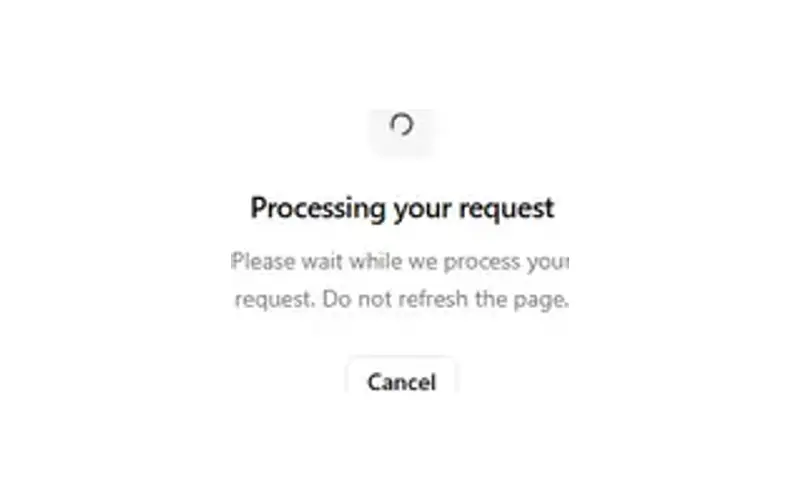 Processing your request
Please wait while we process your
request. Do not refresh the page.
Cancel